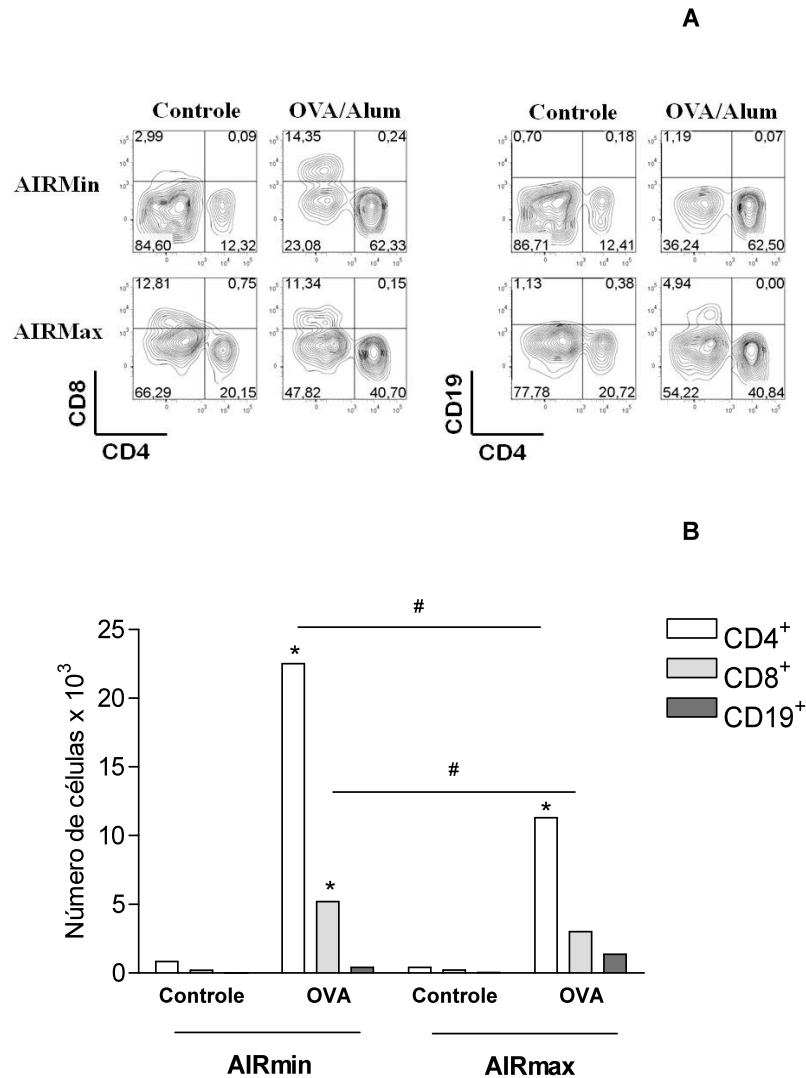 A
Controle OVA/Alum Controle OVA/Alum
AIRMin
2,99 0,09 14,35 0,24 0,70 0,18 1,19 0,07
84,60 12,32 23,08 62,33 86,71 12,41 36,24 62,50
AIRMax
12,81 0,75 11,34 0,15 1,13 0,38 4,94 0,00
66,29 20,15 47,82 40,70 77,78 20,72 54,22 40,84
CD8
CD4
CD19
CD4
B
#
#
* * *
CD4+
CD8+
CD19+
Número de células x 10³
25
20
15
10
5
0
Controle OVA Controle OVA
AIRmin AIRmax